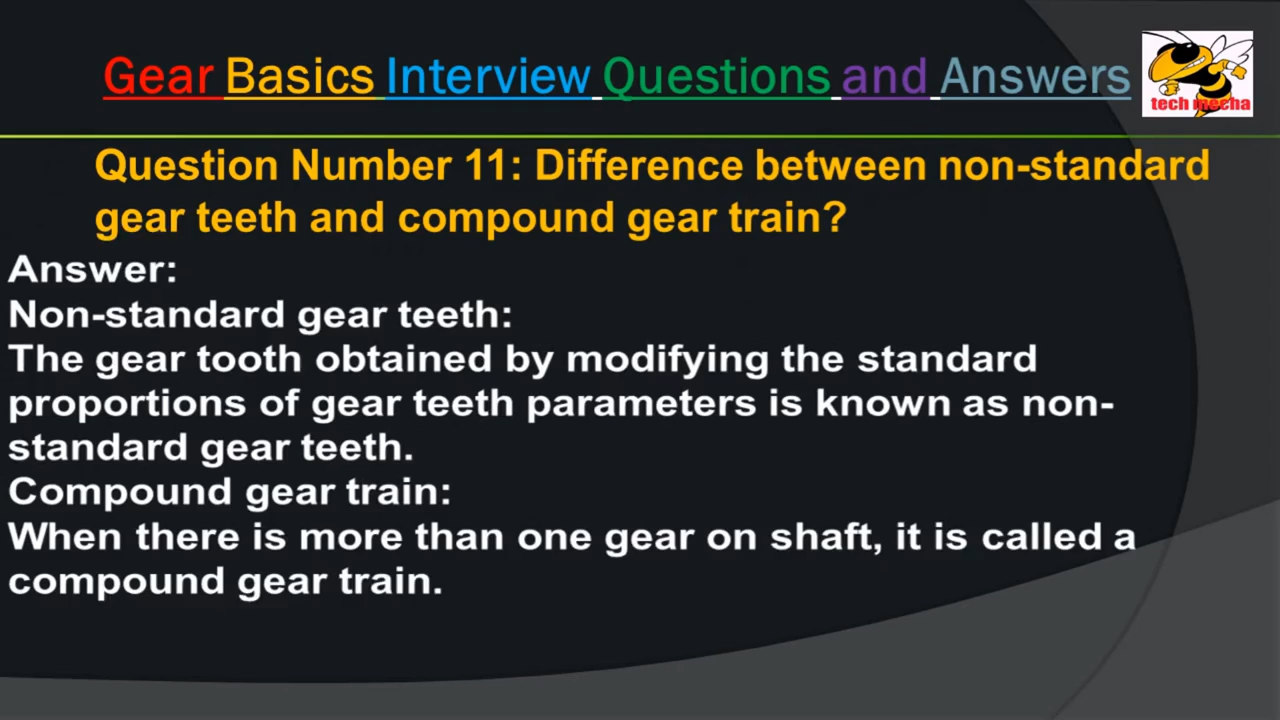 Gear Basics Interview Questions and Answers
tech mecha
Question Number 11: Difference between non-standard
gear teeth and compound gear train?
Answer:
Non-standard gear teeth:
The gear tooth obtained by modifying the standard
proportions of gear teeth parameters is known as non-
standard gear teeth.
Compound gear train:
When there is more than one gear on shaft, it is called a
compound gear train.